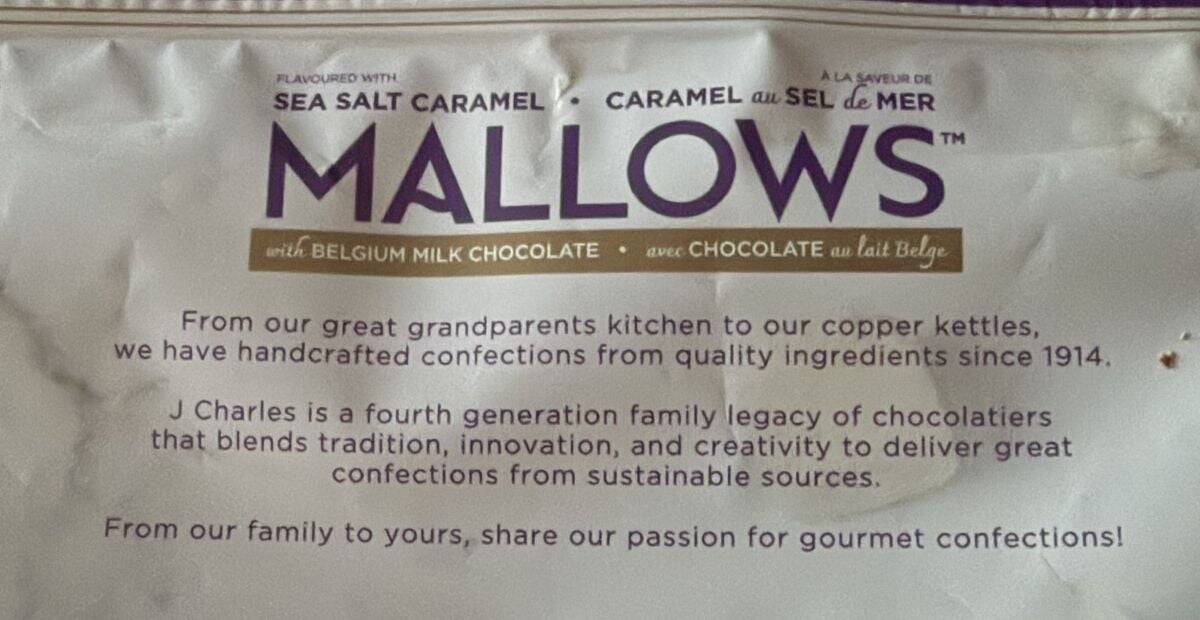 FLAVOURED WITH À LA SAVEUR DE
SEA SALT CARAMEL • CARAMEL au SEL de MER
MALLOWS™
with BELGIUM MILK CHOCOLATE • avec CHOCOLATE au lait Belge
From our great grandparents kitchen to our copper kettles,
we have handcrafted confections from quality ingredients since 1914.
J Charles is a fourth generation family legacy of chocolatiers
that blends tradition, innovation, and creativity to deliver great
confections from sustainable sources.
From our family to yours, share our passion for gourmet confections!